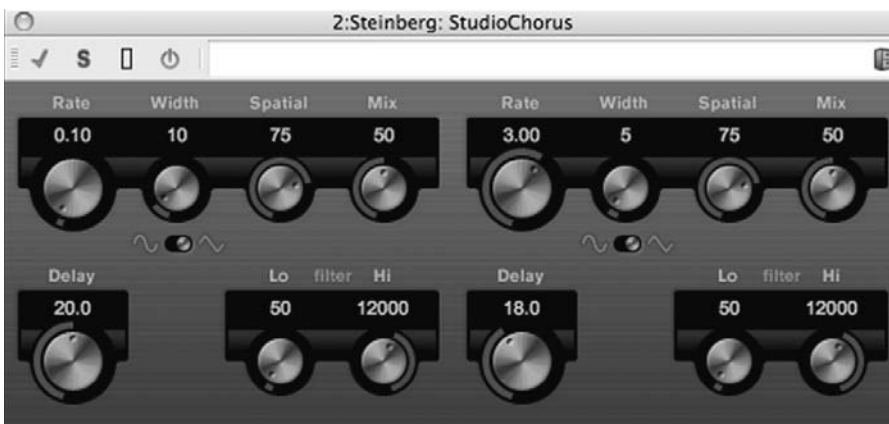 2:Steinberg: StudioChorus
S
Rate Width Spatial Mix Rate Width Spatial Mix
0.10 10 75 50 3.00 5 75 50
Delay Lo filter Hi Delay Lo filter Hi
20.0 50 12000 18.0 50 12000